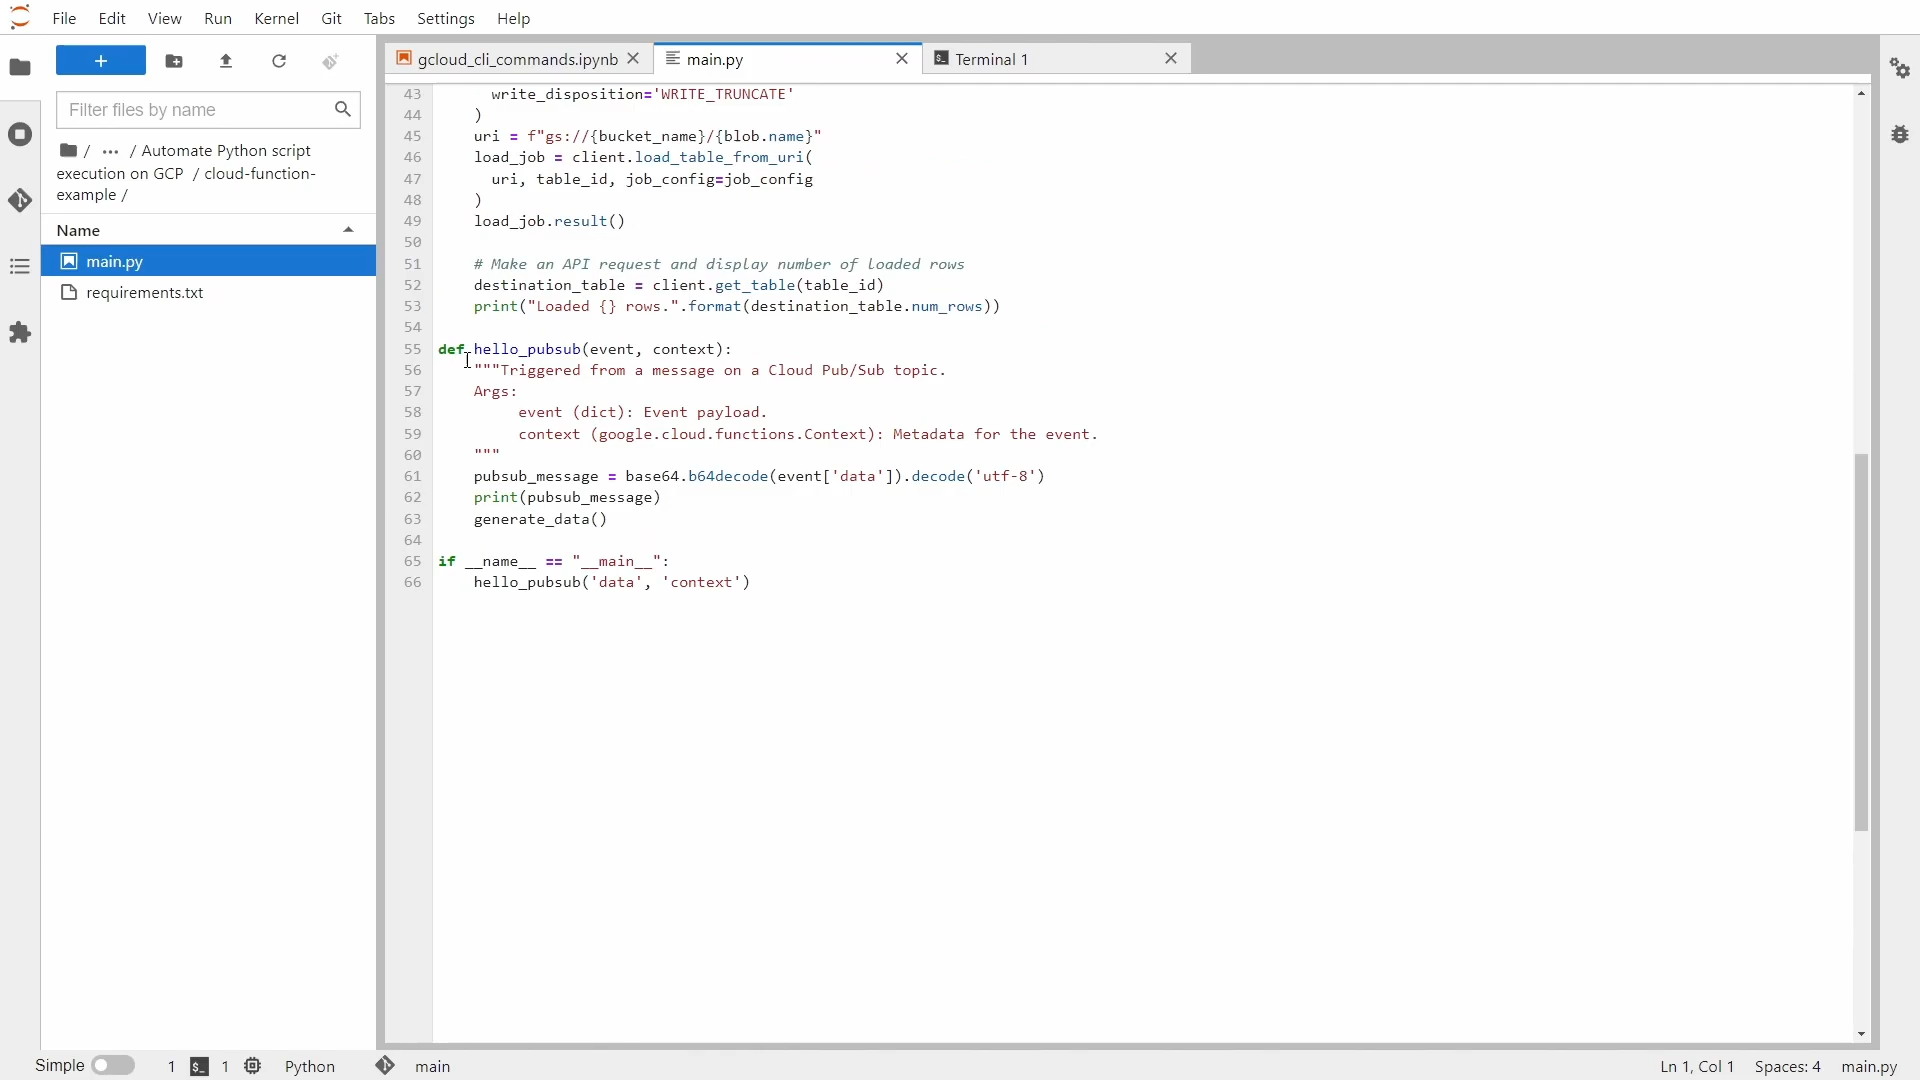 File Edit View Run Kernel Git Tabs Settings Help
gcloud_cli_commands.ipynb main.py Terminal 1
Filter files by name
/ ··· / Automate Python script
execution on GCP / cloud-function-
example /
Name
main.py
requirements.txt
43 write_disposition='WRITE_TRUNCATE'
44 )
45 uri = f"gs://{bucket_name}/{blob.name}"
46 load_job = client.load_table_from_uri(
47 uri, table_id, job_config=job_config
48 )
49 load_job.result()
50
51 # Make an API request and display number of loaded rows
52 destination_table = client.get_table(table_id)
53 print("Loaded {} rows.".format(destination_table.num_rows))
54
55 def hello_pubsub(event, context):
56 """Triggered from a message on a Cloud Pub/Sub topic.
57 Args:
58 event (dict): Event payload.
59 context (google.cloud.functions.Context): Metadata for the event.
60 """
61 pubsub_message = base64.b64decode(event['data']).decode('utf-8')
62 print(pubsub_message)
63 generate_data()
64
65 if __name__ == "__main__":
66 hello_pubsub('data', 'context')
Simple 1 $_ 1 Python main Ln 1, Col 1 Spaces: 4 main.py